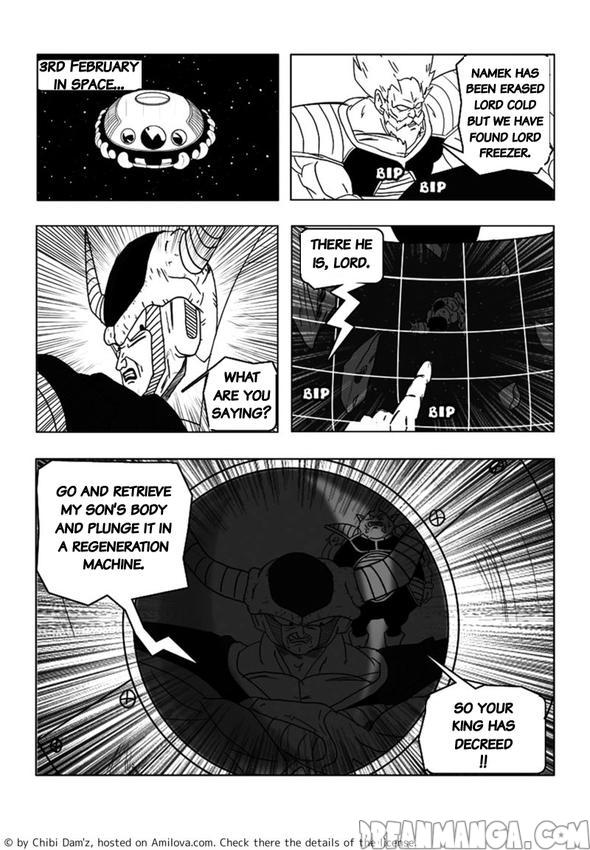 3RD FEBRUARY
IN SPACE...
NAMEK HAS
BEEN ERASED
LORD COLD
BUT WE HAVE
FOUND LORD
FREEZER.
BIP
BIP
WHAT
ARE YOU
SAYING?
THERE HE
IS, LORD.
BIP
BIP
GO AND RETRIEVE
MY SON'S BODY
AND PLUNGE IT IN
A REGENERATION
MACHINE.
SO YOUR
KING HAS
DECREED
!!
DREAMMANGA.COM
© by Chibi Dam'z, hosted on Amilova.com. Check there the details of the license.